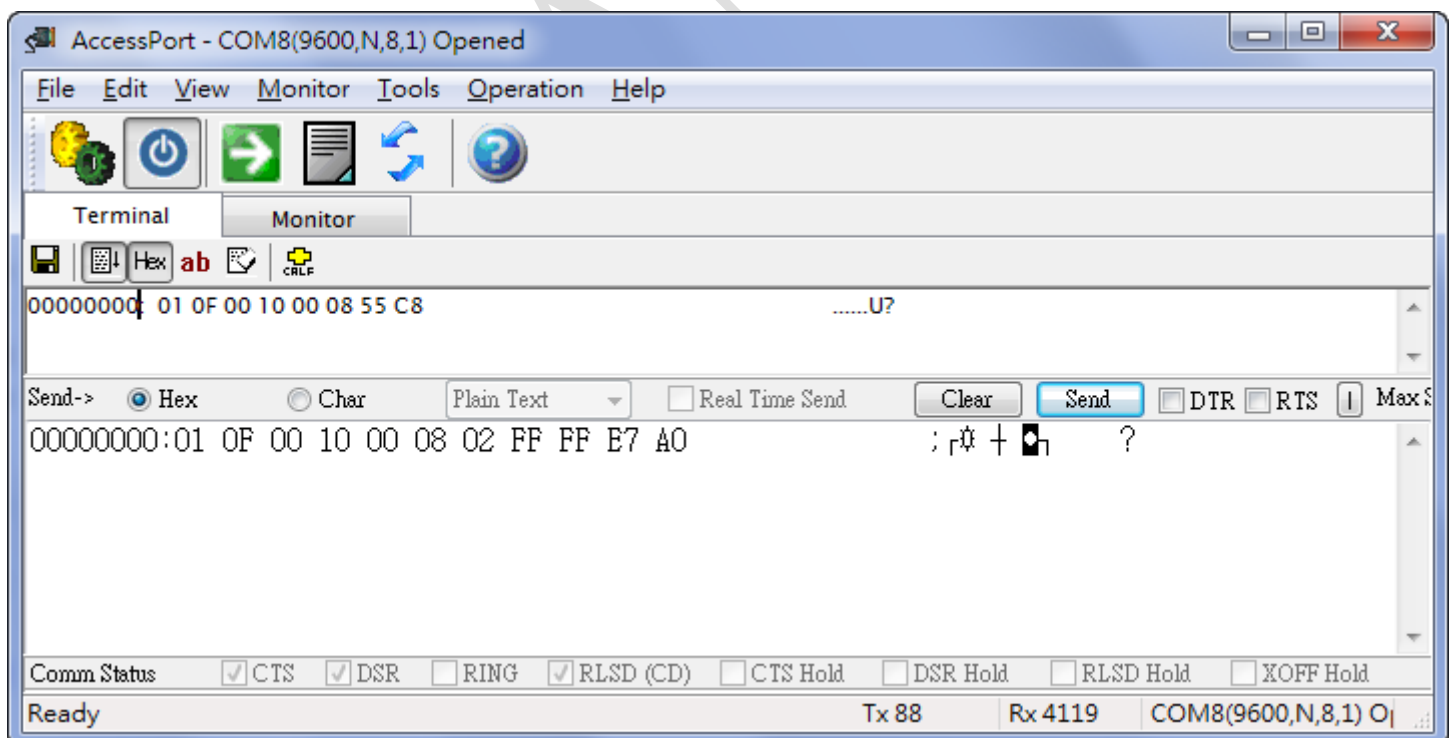 AccessPort - COM8(9600,N,8,1) Opened
File Edit View Monitor Tools Operation Help
Terminal Monitor
Hex ab CRLF
00000000: 01 0F 00 10 00 08 55 C8 ......U?
Send-> Hex Char Plain Text Real Time Send Clear Send DTR RTS Max S
00000000:01 0F 00 10 00 08 02 FF FF E7 A0 ;┌☼ ┼ ◘┐ ?
Comm Status CTS DSR RING RLSD (CD) CTS Hold DSR Hold RLSD Hold XOFF Hold
Ready Tx 88 Rx 4119 COM8(9600,N,8,1) O